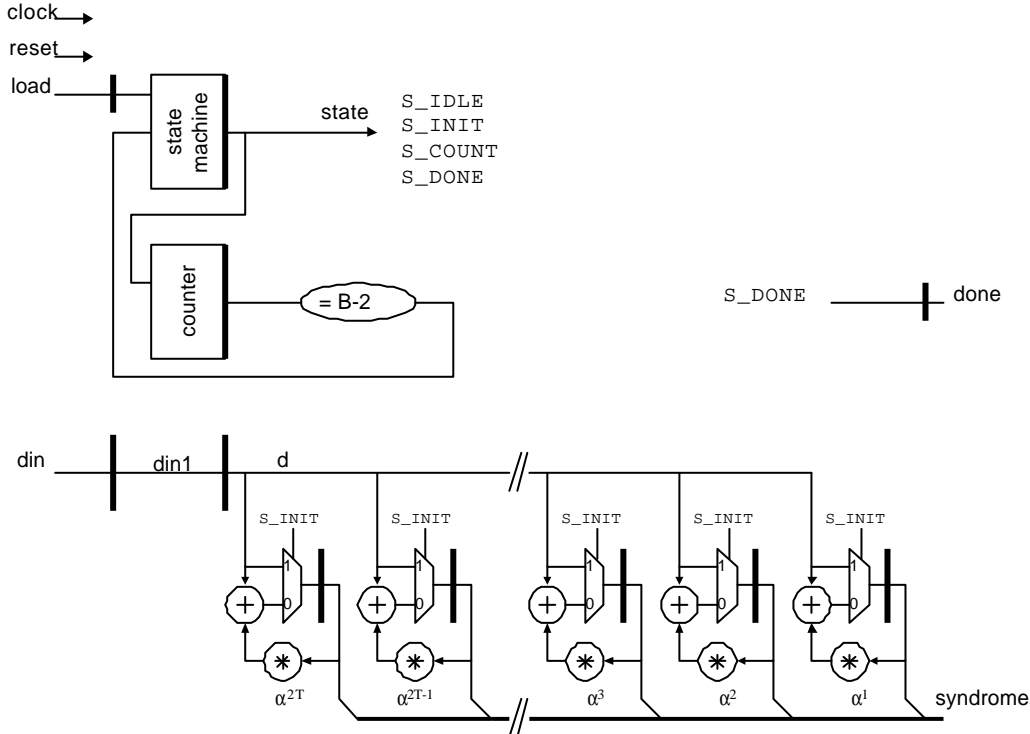 clock
reset
load
state machine
state
S_IDLE
S_INIT
S_COUNT
S_DONE
counter
= B-2
S_DONE
done
din
din1
d
S_INIT
S_INIT
S_INIT
S_INIT
S_INIT
1
1
1
1
1
+
0
+
0
+
0
+
0
+
0
*
*
*
*
*
α2T
α2T-1
α3
α2
α1
syndrome